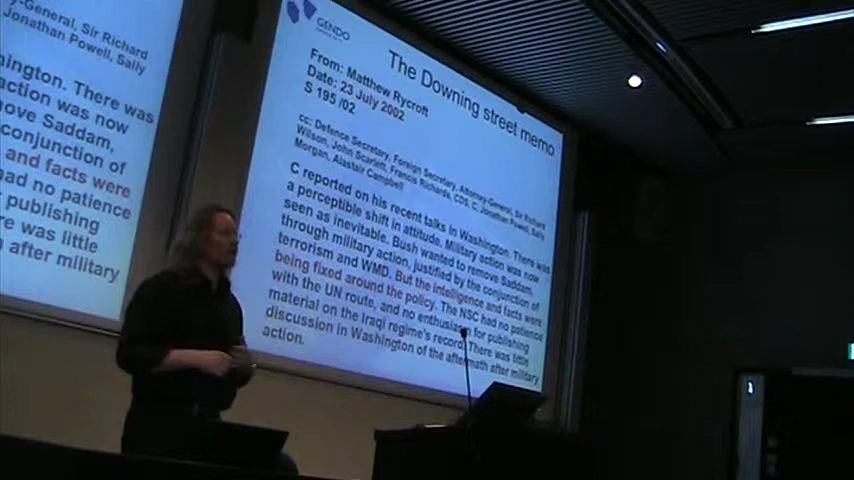 y-General, Sir Richard
Jonathan Powell, Sally
ington. There was
action was now
ove Saddam,
onjunction of
and facts were
had no patience
r publishing
re was little
after military
GENDO
The Downing street memo
From: Matthew Rycroft
Date: 23 July 2002
S 195 /02
cc: Defence Secretary, Foreign Secretary, Attorney-General, Sir Richard
Wilson, John Scarlett, Francis Richards, CDS, C, Jonathan Powell, Sally
Morgan, Alastair Campbell
C reported on his recent talks in Washington. There was
a perceptible shift in attitude. Military action was now
seen as inevitable. Bush wanted to remove Saddam,
through military action, justified by the conjunction of
terrorism and WMD. But the intelligence and facts were
being fixed around the policy. The NSC had no patience
with the UN route, and no enthusiasm for publishing
material on the Iraqi regime's record. There was little
discussion in Washington of the aftermath after military
action.